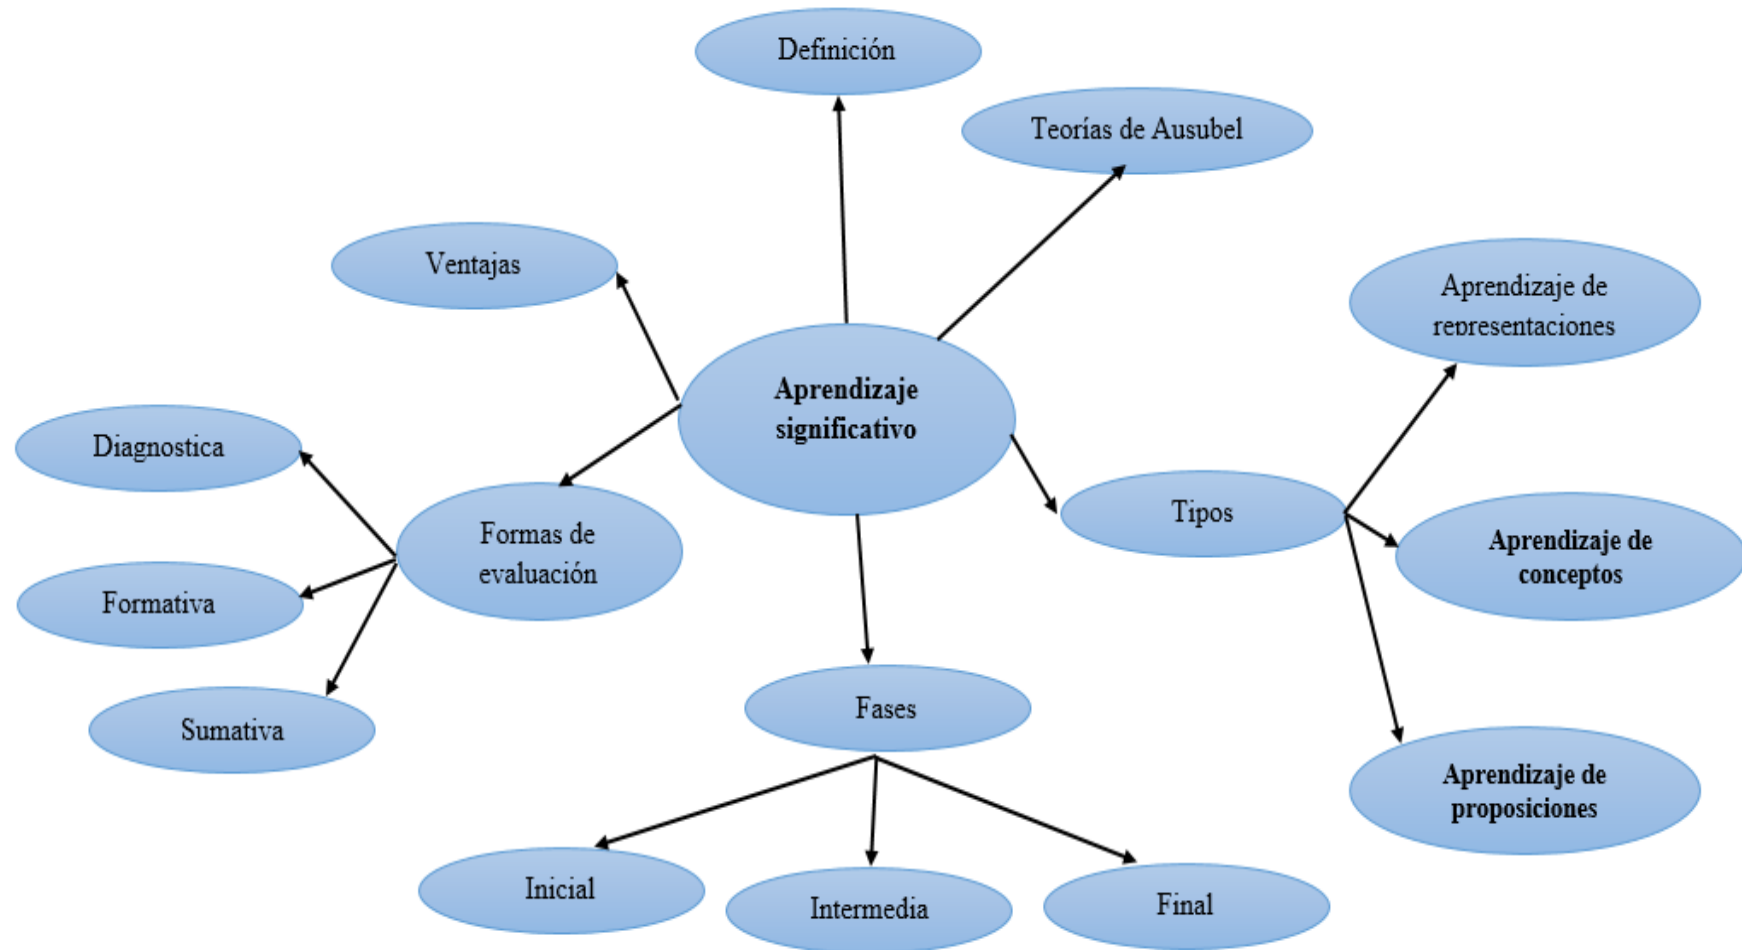 Definición
Teorías de Ausubel
Ventajas
Aprendizaje de
representaciones
Aprendizaje
significativo
Diagnostica
Formas de
evaluación
Tipos
Aprendizaje de
conceptos
Formativa
Sumativa
Fases
Aprendizaje de
proposiciones
Inicial
Intermedia
Final